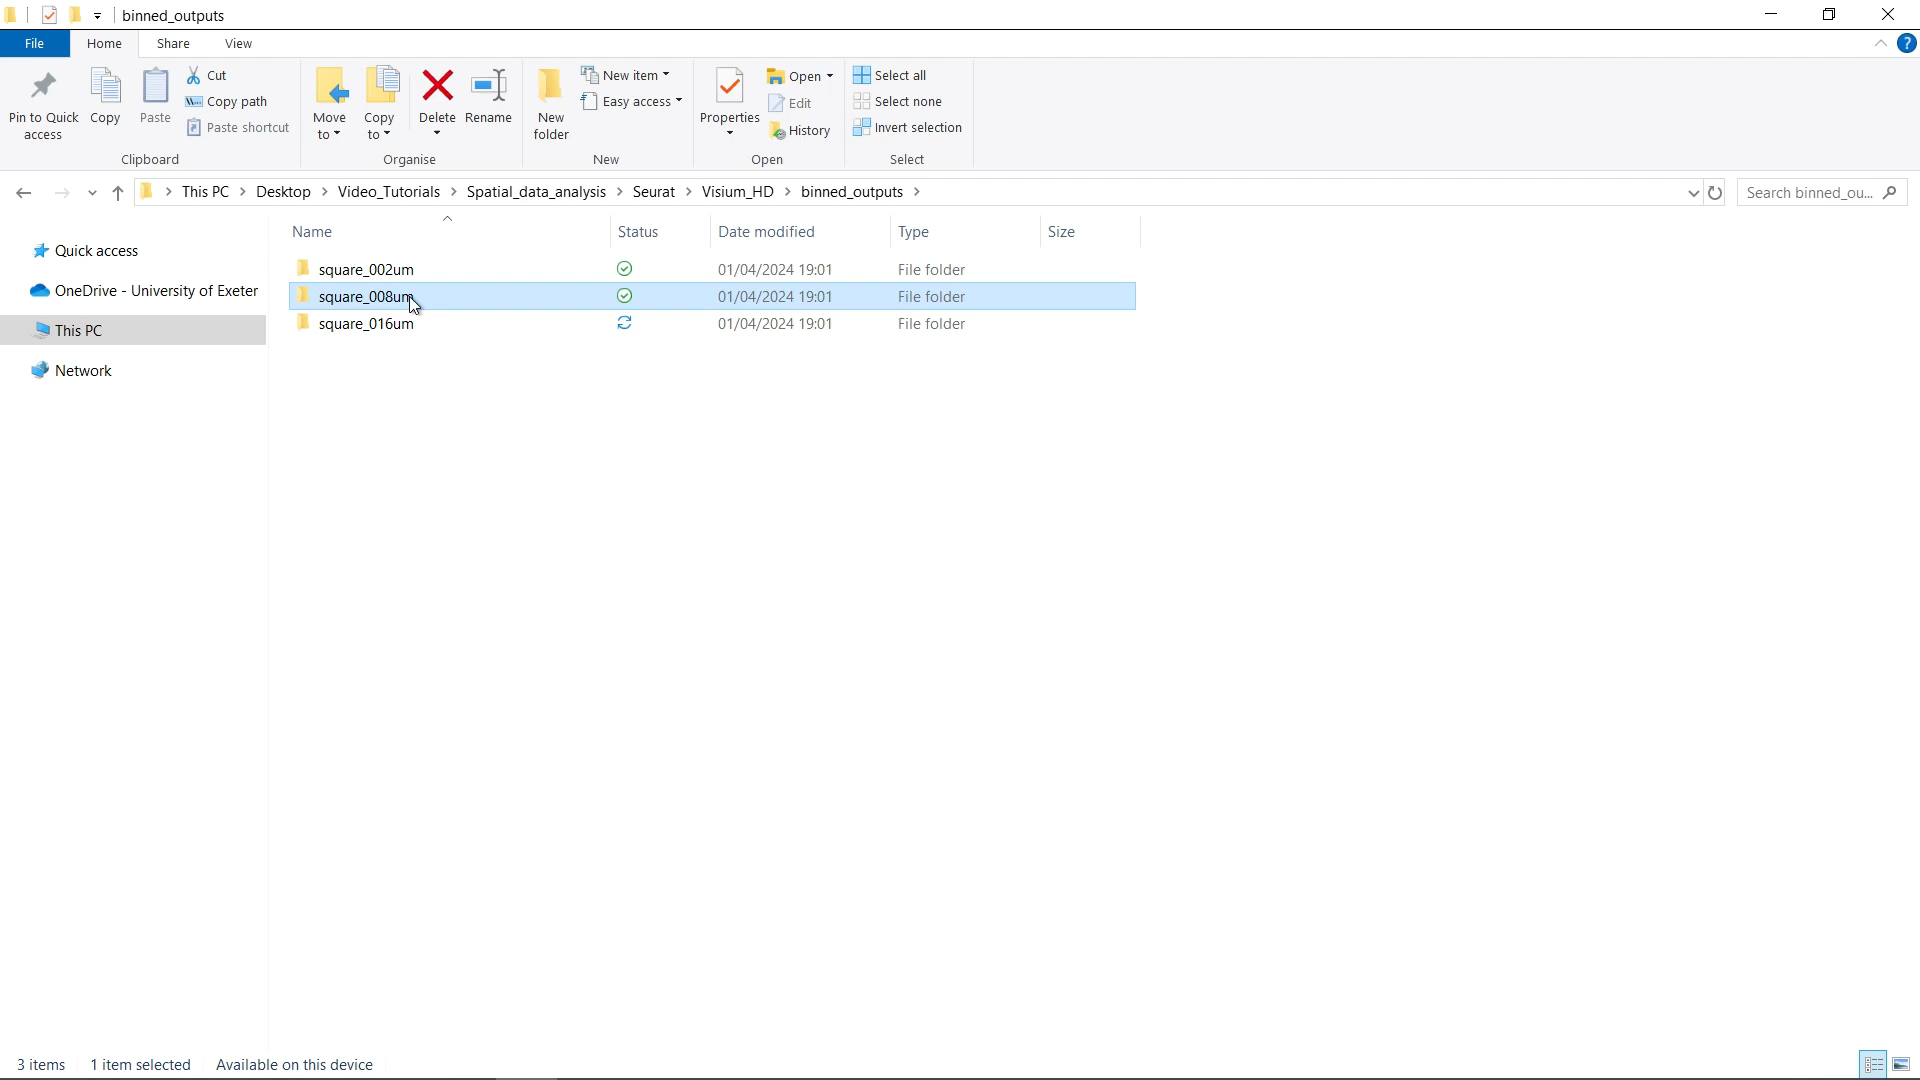 binned_outputs
File Home Share View
Pin to Quick access
Copy
Paste
Cut
Copy path
Paste shortcut
Clipboard
Move to
Copy to
Delete
Rename
Organise
New folder
New item
Easy access
New
Properties
Open
Edit
History
Open
Select all
Select none
Invert selection
Select
This PC > Desktop > Video_Tutorials > Spatial_data_analysis > Seurat > Visium_HD > binned_outputs >
Search binned_ou...
Name Status Date modified Type Size
Quick access
OneDrive - University of Exeter
This PC
Network
square_002um 01/04/2024 19:01 File folder
square_008um 01/04/2024 19:01 File folder
square_016um 01/04/2024 19:01 File folder
3 items 1 item selected Available on this device